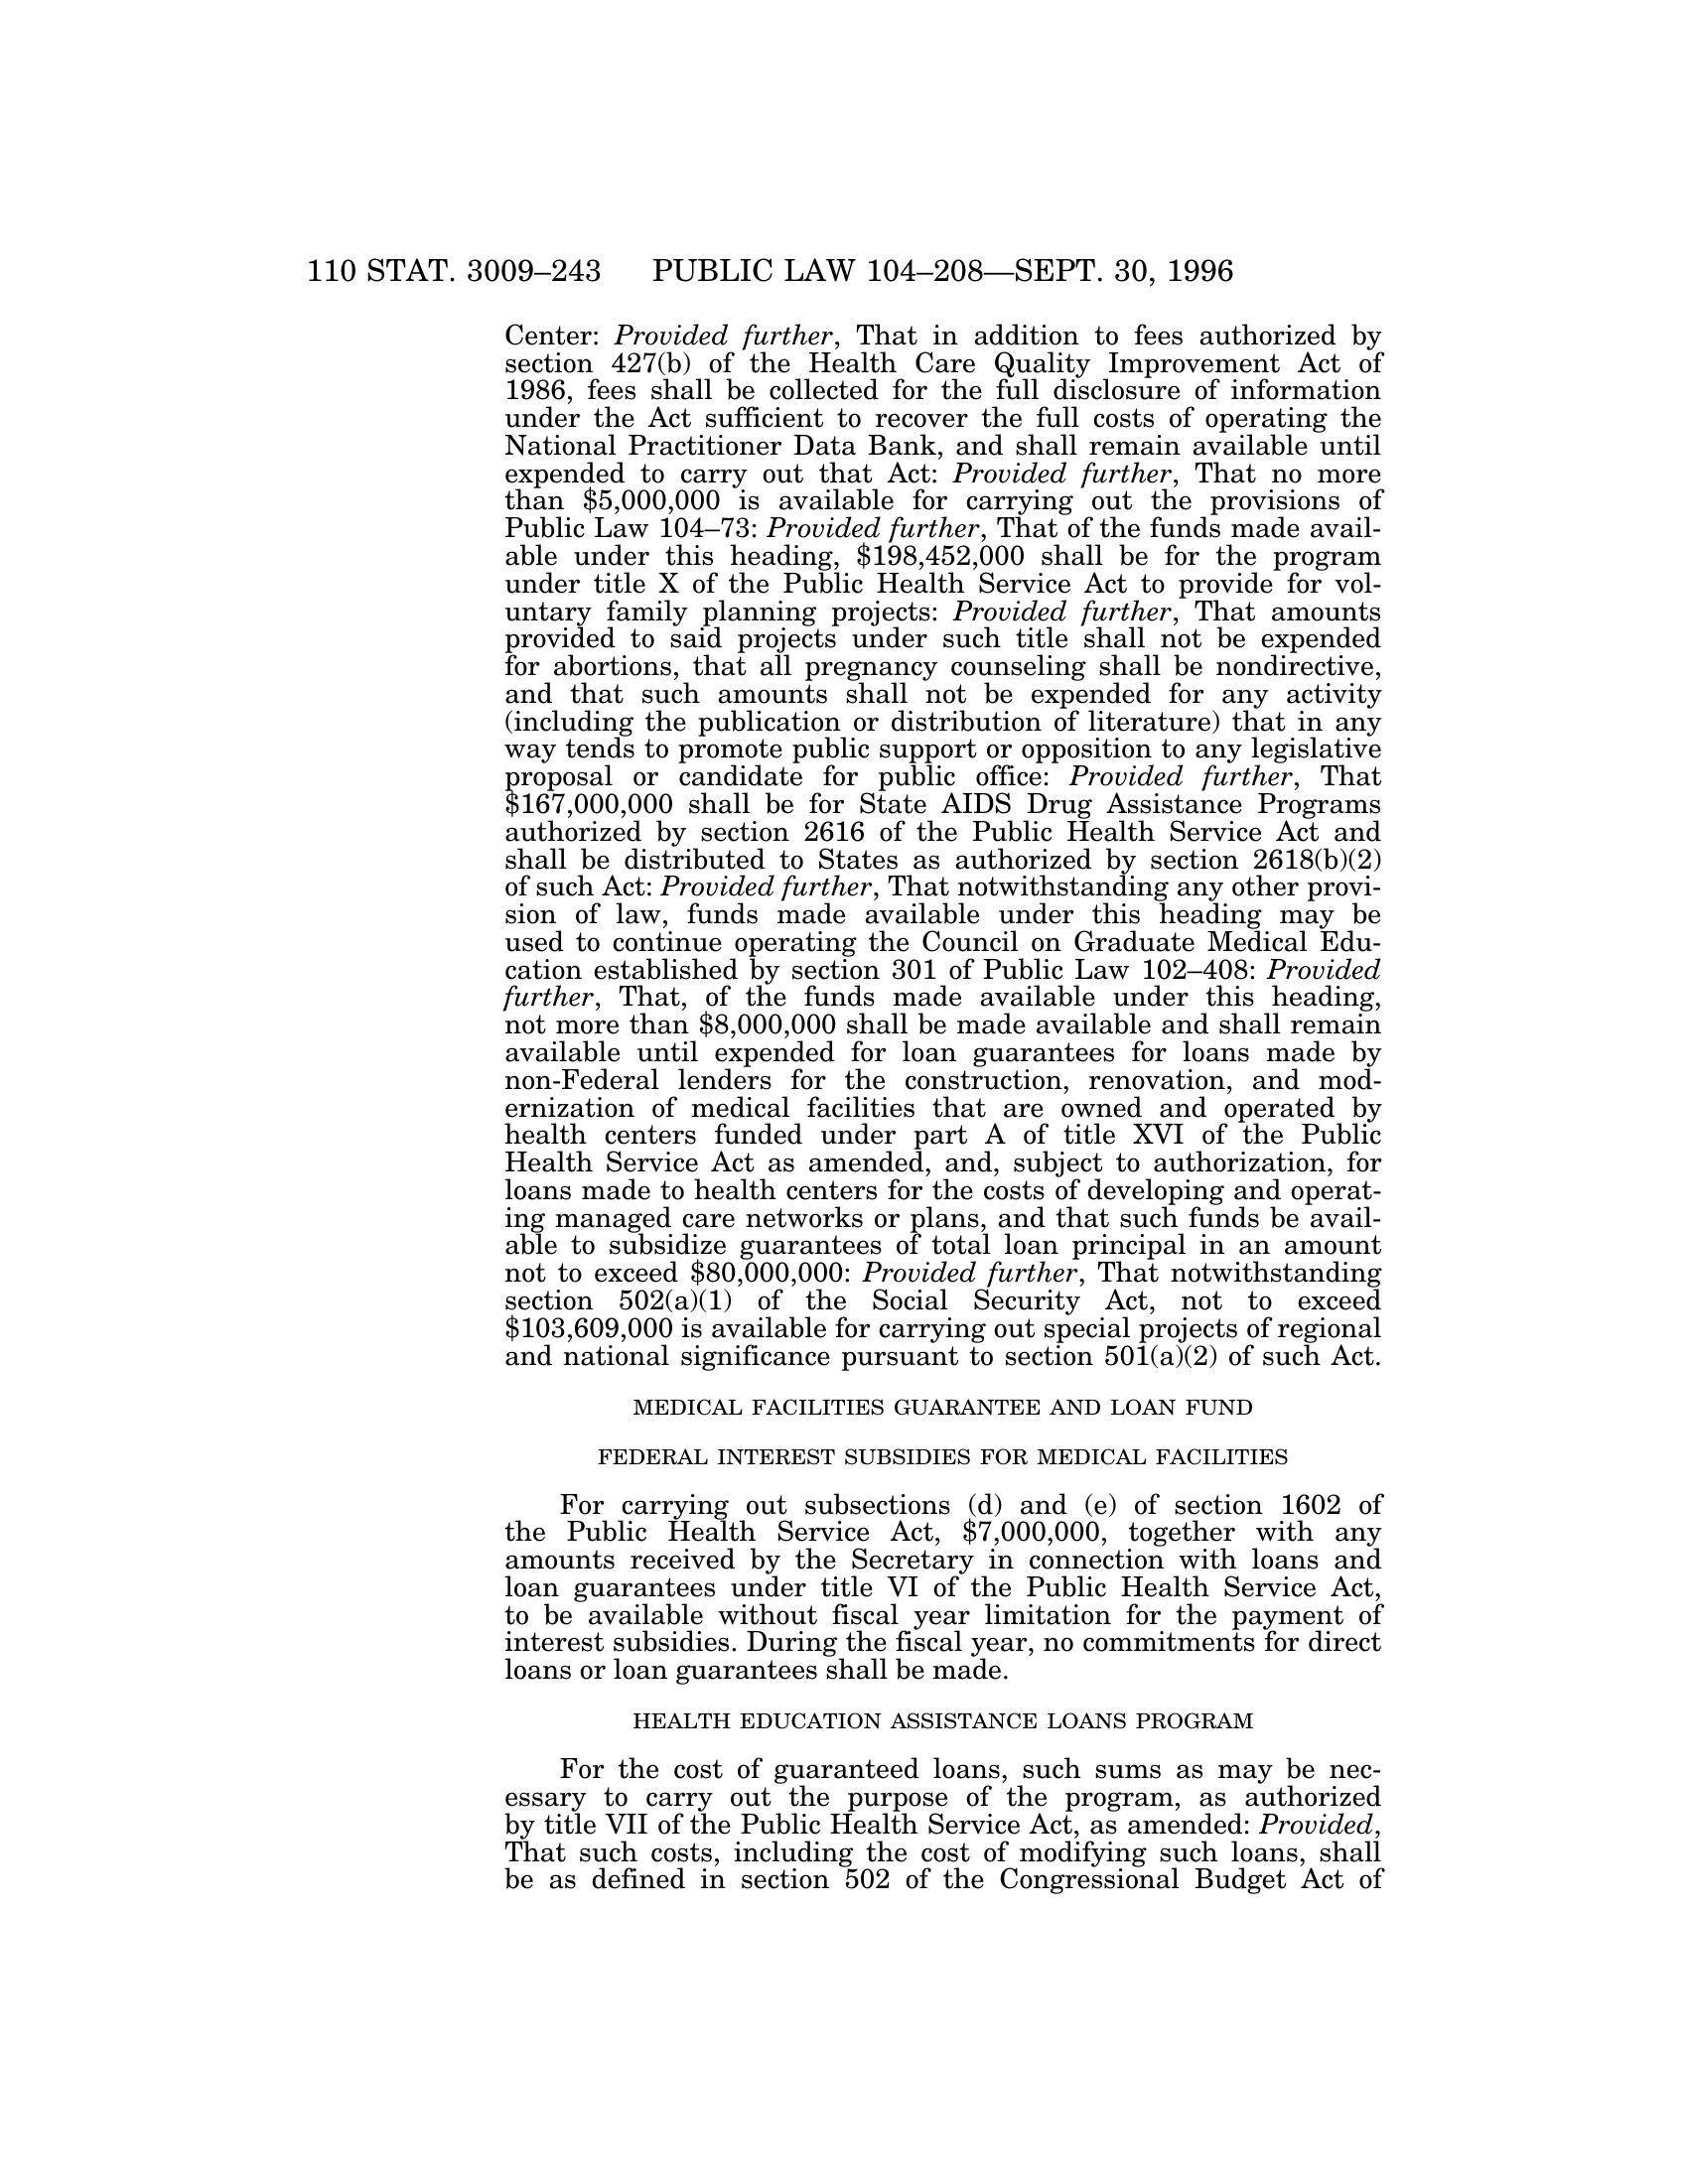 110 STAT. 3009–243 PUBLIC LAW 104–208—SEPT. 30, 1996
Center: Provided further, That in addition to fees authorized by
section 427(b) of the Health Care Quality Improvement Act of
1986, fees shall be collected for the full disclosure of information
under the Act sufficient to recover the full costs of operating the
National Practitioner Data Bank, and shall remain available until
expended to carry out that Act: Provided further, That no more
than $5,000,000 is available for carrying out the provisions of
Public Law 104–73: Provided further, That of the funds made avail-
able under this heading, $198,452,000 shall be for the program
under title X of the Public Health Service Act to provide for vol-
untary family planning projects: Provided further, That amounts
provided to said projects under such title shall not be expended
for abortions, that all pregnancy counseling shall be nondirective,
and that such amounts shall not be expended for any activity
(including the publication or distribution of literature) that in any
way tends to promote public support or opposition to any legislative
proposal or candidate for public office: Provided further, That
$167,000,000 shall be for State AIDS Drug Assistance Programs
authorized by section 2616 of the Public Health Service Act and
shall be distributed to States as authorized by section 2618(b)(2)
of such Act: Provided further, That notwithstanding any other provi-
sion of law, funds made available under this heading may be
used to continue operating the Council on Graduate Medical Edu-
cation established by section 301 of Public Law 102–408: Provided
further, That, of the funds made available under this heading,
not more than $8,000,000 shall be made available and shall remain
available until expended for loan guarantees for loans made by
non-Federal lenders for the construction, renovation, and mod-
ernization of medical facilities that are owned and operated by
health centers funded under part A of title XVI of the Public
Health Service Act as amended, and, subject to authorization, for
loans made to health centers for the costs of developing and operat-
ing managed care networks or plans, and that such funds be avail-
able to subsidize guarantees of total loan principal in an amount
not to exceed $80,000,000: Provided further, That notwithstanding
section 502(a)(1) of the Social Security Act, not to exceed
$103,609,000 is available for carrying out special projects of regional
and national significance pursuant to section 501(a)(2) of such Act.
MEDICAL FACILITIES GUARANTEE AND LOAN FUND
FEDERAL INTEREST SUBSIDIES FOR MEDICAL FACILITIES
For carrying out subsections (d) and (e) of section 1602 of
the Public Health Service Act, $7,000,000, together with any
amounts received by the Secretary in connection with loans and
loan guarantees under title VI of the Public Health Service Act,
to be available without fiscal year limitation for the payment of
interest subsidies. During the fiscal year, no commitments for direct
loans or loan guarantees shall be made.
HEALTH EDUCATION ASSISTANCE LOANS PROGRAM
For the cost of guaranteed loans, such sums as may be nec-
essary to carry out the purpose of the program, as authorized
by title VII of the Public Health Service Act, as amended: Provided,
That such costs, including the cost of modifying such loans, shall
be as defined in section 502 of the Congressional Budget Act of